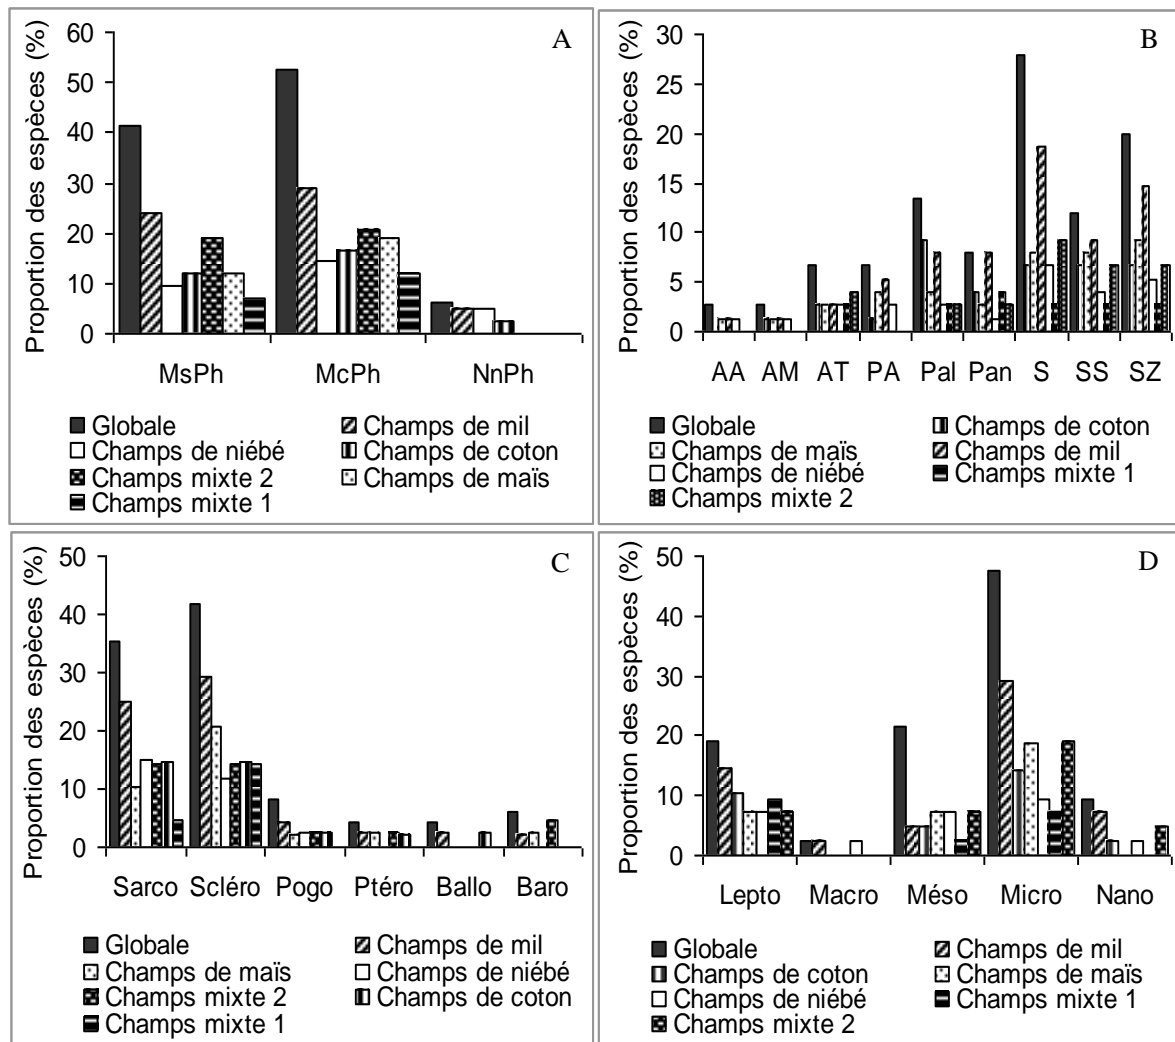 A
Proportion des espèces (%)
60
50
40
30
20
10
0
MsPh McPh NnPh
Globale Champs de mil
Champs de niébé Champs de coton
Champs mixte 2 Champs de maïs
Champs mixte 1
B
Proportion des espèces (%)
30
25
20
15
10
5
0
AA AM AT PA Pal Pan S SS SZ
Globale Champs de coton
Champs de maïs Champs de mil
Champs de niébé Champs mixte 1
Champs mixte 2
C
Proportion des espèces (%)
50
40
30
20
10
0
Sarco Scléro Pogo Ptéro Ballo Baro
Globale Champs de mil
Champs de maïs Champs de niébé
Champs mixte 2 Champs de coton
Champs mixte 1
D
Proportion des espèces (%)
50
40
30
20
10
0
Lepto Macro Méso Micro Nano
Globale Champs de mil
Champs de coton Champs de maïs
Champs de niébé Champs mixte 1
Champs mixte 2